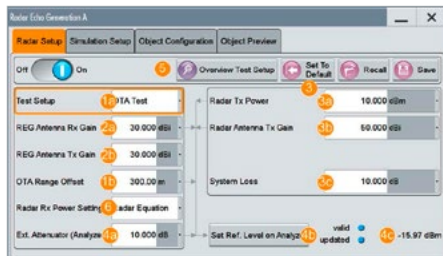 Radar Echo Generation A
Radar Setup Simulation Setup Object Configuration Object Preview
Off On 5 Overview Test Setup Set To Default Recall Save
3
Test Setup 1a OTA Test Radar Tx Power 3a 10.000 dBm
REG Antenna Rx Gain 2a 30.000 dBi Radar Antenna Tx Gain 3b 50.000 dBi
REG Antenna Tx Gain 2b 30.000 dBi
OTA Range Offset 1b 300.00 m System Loss 3c 10.000 dB
Radar Rx Power Setting 6 Radar Equation
Ext. Attenuator (Analyze 4a 10.000 dB Set Ref. Level on Analyz 4b valid updated 4c -15.97 dBm